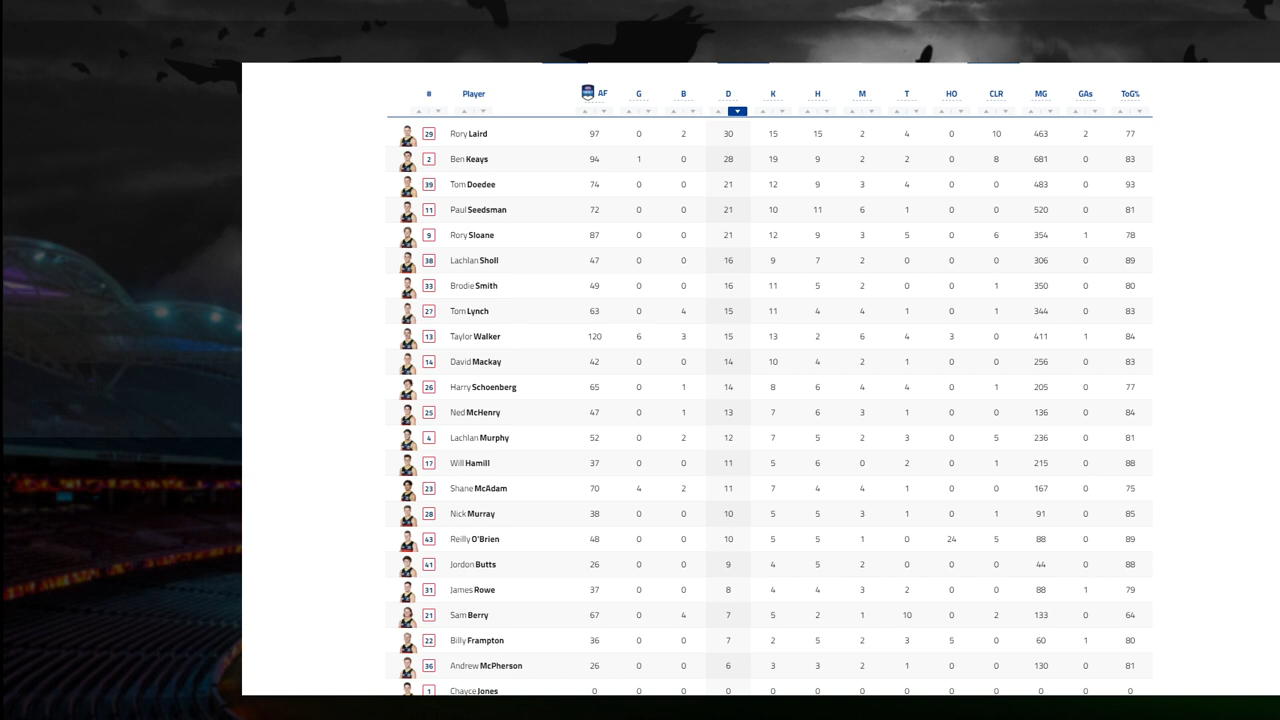 # Player AF G B D K H M T HO CLR MG GAs ToG%
29 Rory Laird 97 0 2 30 15 15 2 4 0 10 463 2 77
2 Ben Keays 94 1 0 28 19 9 2 2 0 8 681 0 83
39 Tom Doedee 74 0 0 21 12 9 3 4 0 0 483 0 93
11 Paul Seedsman 72 0 0 21 10 11 6 1 0 0 520 0 81
9 Rory Sloane 87 0 0 21 12 9 3 5 0 6 354 1 78
38 Lachlan Sholl 47 0 0 16 9 7 2 0 0 0 306 0 89
33 Brodie Smith 49 0 0 16 11 5 2 0 0 1 350 0 80
27 Tom Lynch 63 0 4 15 11 4 4 1 0 1 344 0 83
13 Taylor Walker 120 6 3 15 13 2 6 4 3 0 411 1 84
14 David Mackay 42 0 0 14 10 4 2 1 0 0 256 0 83
26 Harry Schoenberg 65 0 1 14 8 6 4 4 0 1 205 0 77
25 Ned McHenry 47 0 1 13 7 6 3 1 0 0 136 0 84
4 Lachlan Murphy 52 0 2 12 7 5 2 3 0 5 236 0 81
17 Will Hamill 37 0 0 11 5 6 0 2 0 1 215 0 88
23 Shane McAdam 70 4 2 11 7 4 4 1 0 0 167 0 75
28 Nick Murray 38 0 0 10 5 5 2 1 0 1 91 0 85
43 Reilly O'Brien 48 0 0 10 5 5 1 0 24 5 88 0 89
41 Jordon Butts 26 0 0 9 4 5 2 0 0 0 44 0 88
31 James Rowe 37 0 0 8 4 4 3 2 0 0 88 1 79
21 Sam Berry 67 0 4 7 5 2 1 10 0 2 133 0 64
22 Billy Frampton 36 0 0 7 2 5 2 3 5 0 60 1 80
36 Andrew McPherson 26 0 0 6 3 3 2 1 0 0 130 0 81
1 Chayce Jones 0 0 0 0 0 0 0 0 0 0 0 0 0